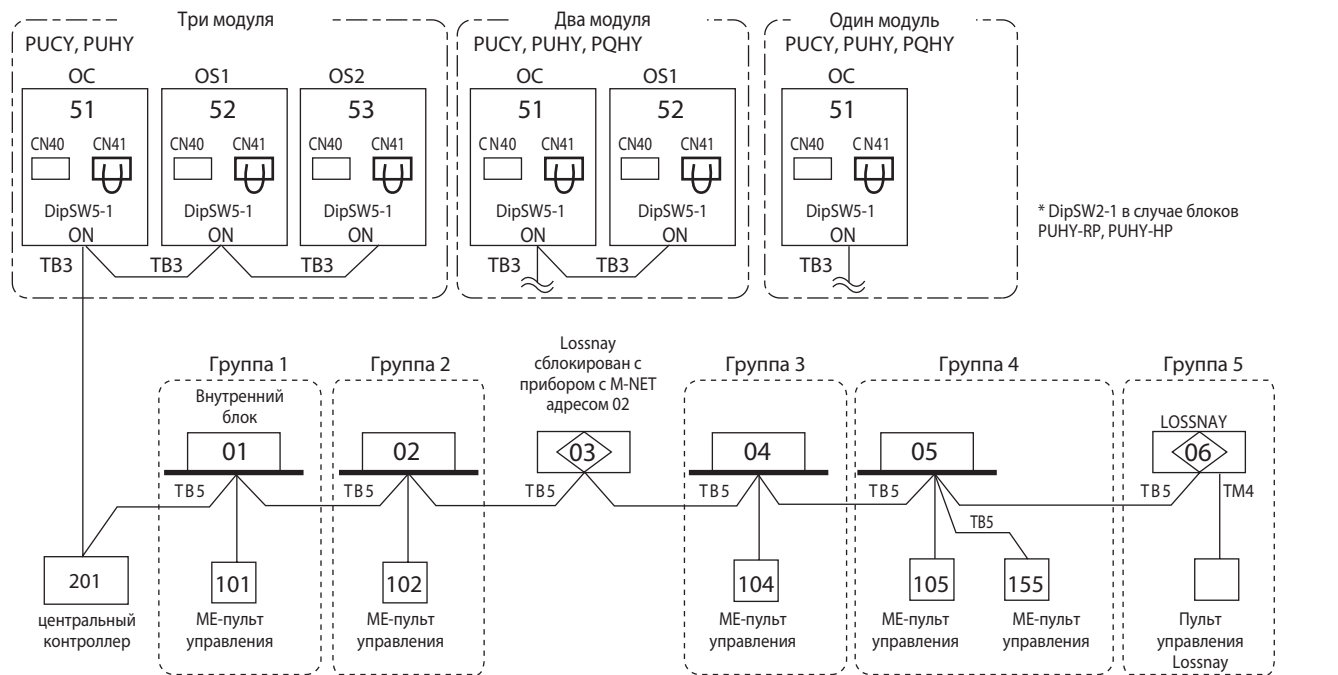 Три модуля
PUCY, PUHY
OC
OS1
OS2
51
52
53
CN40
CN41
CN40
CN41
CN40
CN41
DipSW5-1
DipSW5-1
DipSW5-1
ON
ON
ON
TB3
TB3
TB3
Два модуля
PUCY, PUHY, PQHY
OC
OS1
51
52
CN40
CN41
CN40
CN41
DipSW5-1
DipSW5-1
ON
ON
TB3
TB3
Один модуль
PUCY, PUHY, PQHY
OC
51
CN40
CN41
DipSW5-1
ON
TB3
* DipSW2-1 в случае блоков
PUHY-RP, PUHY-HP
201
центральный
контроллер
Группа 1
Внутренний
блок
01
TB5
101
МЕ-пульт
управления
Группа 2
02
TB5
102
МЕ-пульт
управления
Lossnay
сблокирован с
прибором с M-NET
адресом 02
03
TB5
Группа 3
04
TB5
104
МЕ-пульт
управления
Группа 4
05
TB5
TB5
105
155
МЕ-пульт
управления
МЕ-пульт
управления
Группа 5
LOSSNAY
06
TB5
TM4
Пульт
управления
Lossnay